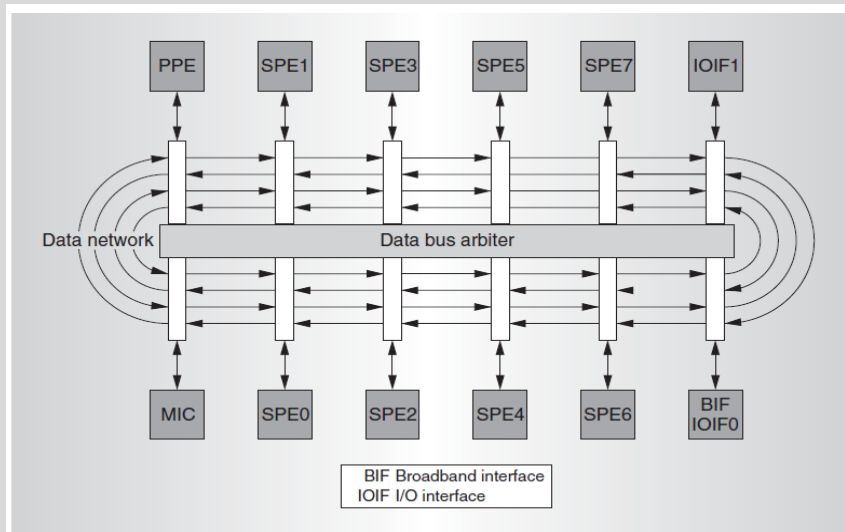 PPE SPE1 SPE3 SPE5 SPE7 IOIF1
Data network Data bus arbiter
MIC SPE0 SPE2 SPE4 SPE6 BIF
IOIF0
BIF Broadband interface
IOIF I/O interface